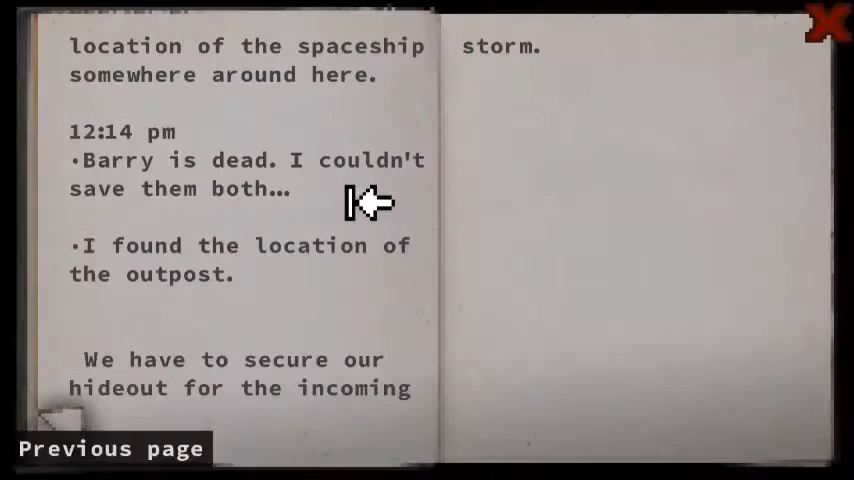 location of the spaceship
somewhere around here.
12:14 pm
·Barry is dead. I couldn't
save them both...
·I found the location of
the outpost.
We have to secure our
hideout for the incoming
storm.
Previous page